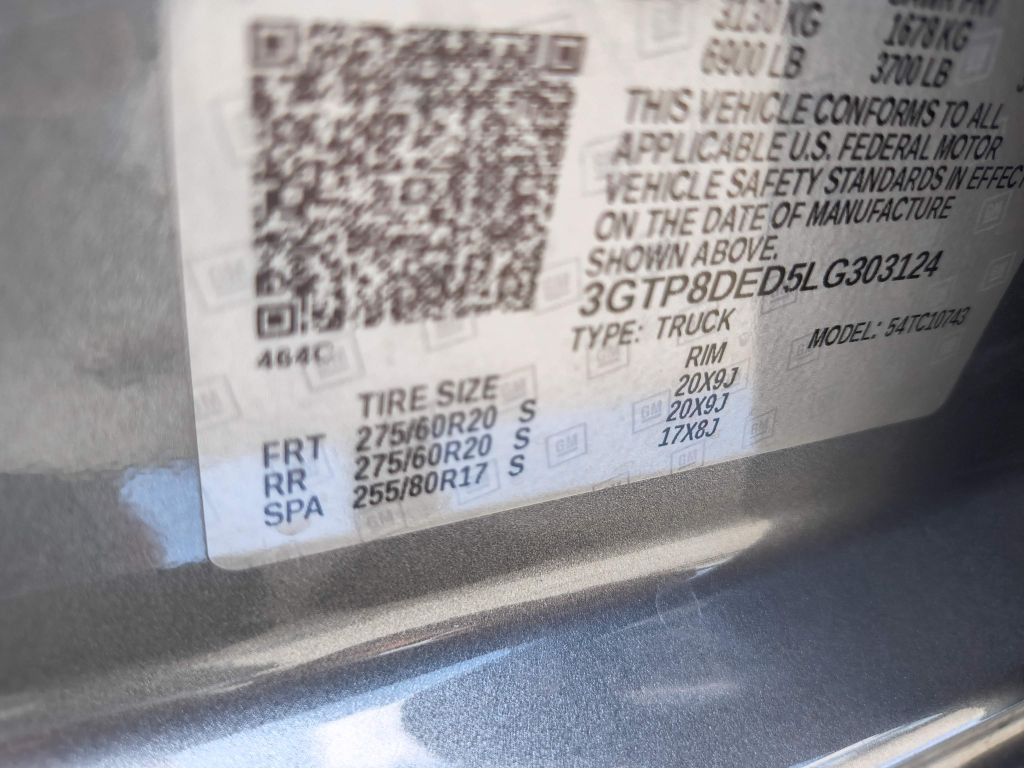 3130 KG 1678 KG
6900 LB 3700 LB
THIS VEHICLE CONFORMS TO ALL
APPLICABLE U.S. FEDERAL MOTOR
VEHICLE SAFETY STANDARDS IN EFFECT
ON THE DATE OF MANUFACTURE
SHOWN ABOVE.
3GTP8DED5LG303124
TYPE: TRUCK MODEL: 54TC10743
464C
TIRE SIZE RIM
FRT 275/60R20 S 20X9J
RR 275/60R20 S 20X9J
SPA 255/80R17 S 17X8J